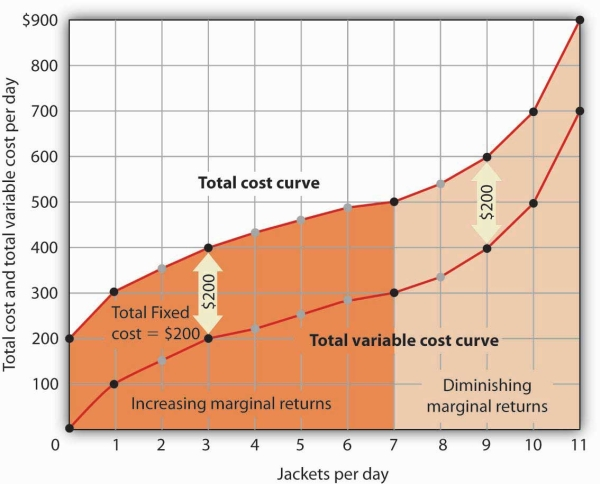 Total cost and total variable cost per day
$900
800
700
600
500
400
300
200
100
0
Total cost curve
$200
$200
Total Fixed
cost = $200
Total variable cost curve
Increasing marginal returns
Diminishing
marginal returns
1 2 3 4 5 6 7 8 9 10 11
Jackets per day